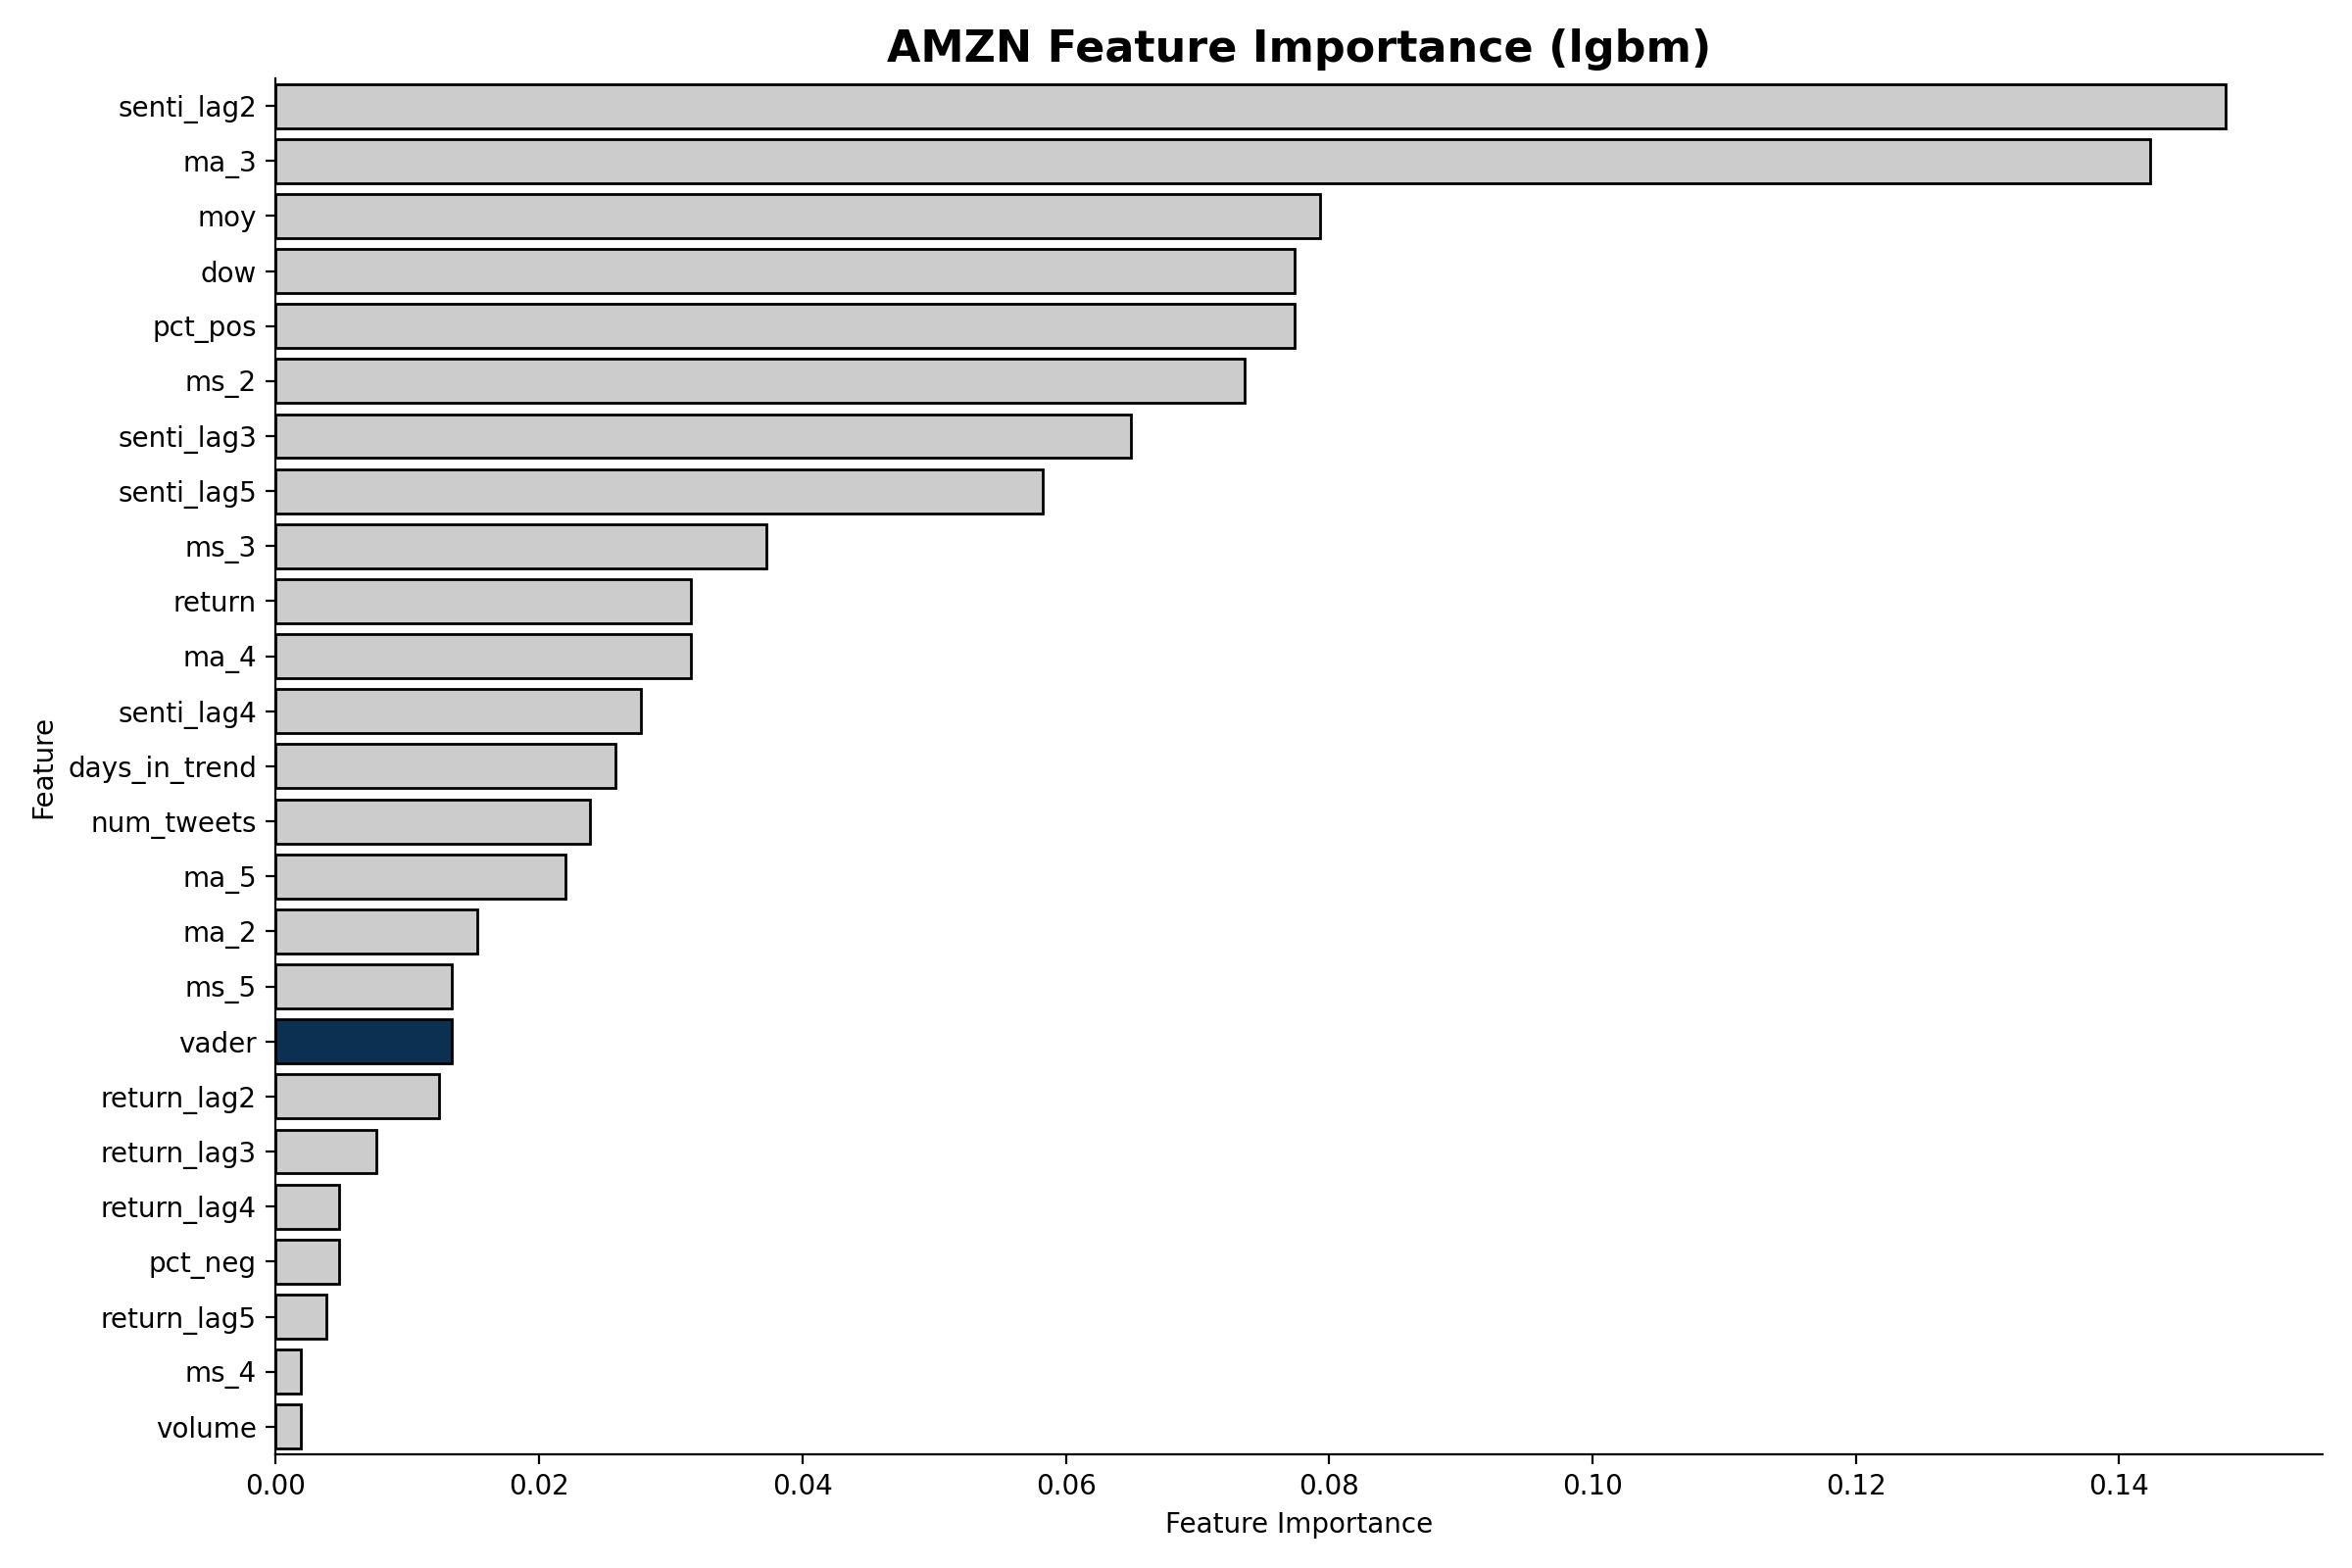 AMZN Feature Importance (lgbm)
senti_lag2
ma_3
moy
dow
pct_pos
ms_2
senti_lag3
senti_lag5
ms_3
return
ma_4
senti_lag4
days_in_trend
num_tweets
ma_5
ma_2
ms_5
vader
return_lag2
return_lag3
return_lag4
pct_neg
return_lag5
ms_4
volume
Feature
0.00 0.02 0.04 0.06 0.08 0.10 0.12 0.14
Feature Importance